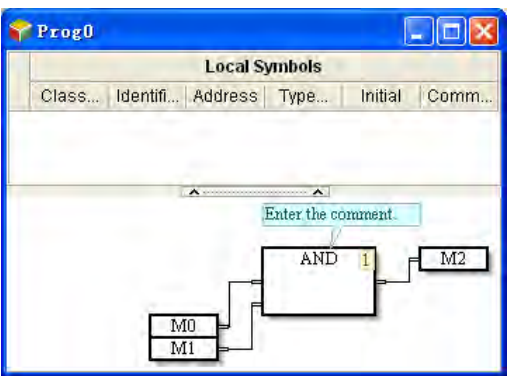 Prog0
Local Symbols
Class... Identifi... Address Type... Initial Comm...
Enter the comment.
AND 1 M2
M0
M1